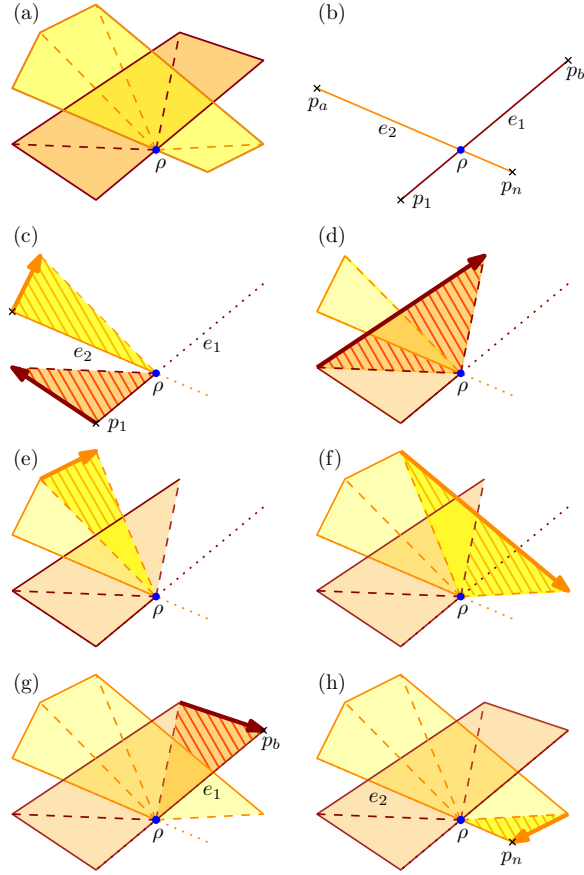 (a)
ρ
(b)
p_b
p_a
e_1
e_2
ρ
p_n
p_1
(c)
e_2
e_1
ρ
p_1
(d)
ρ
(e)
ρ
(f)
ρ
(g)
p_b
e_1
ρ
(h)
e_2
ρ
p_n